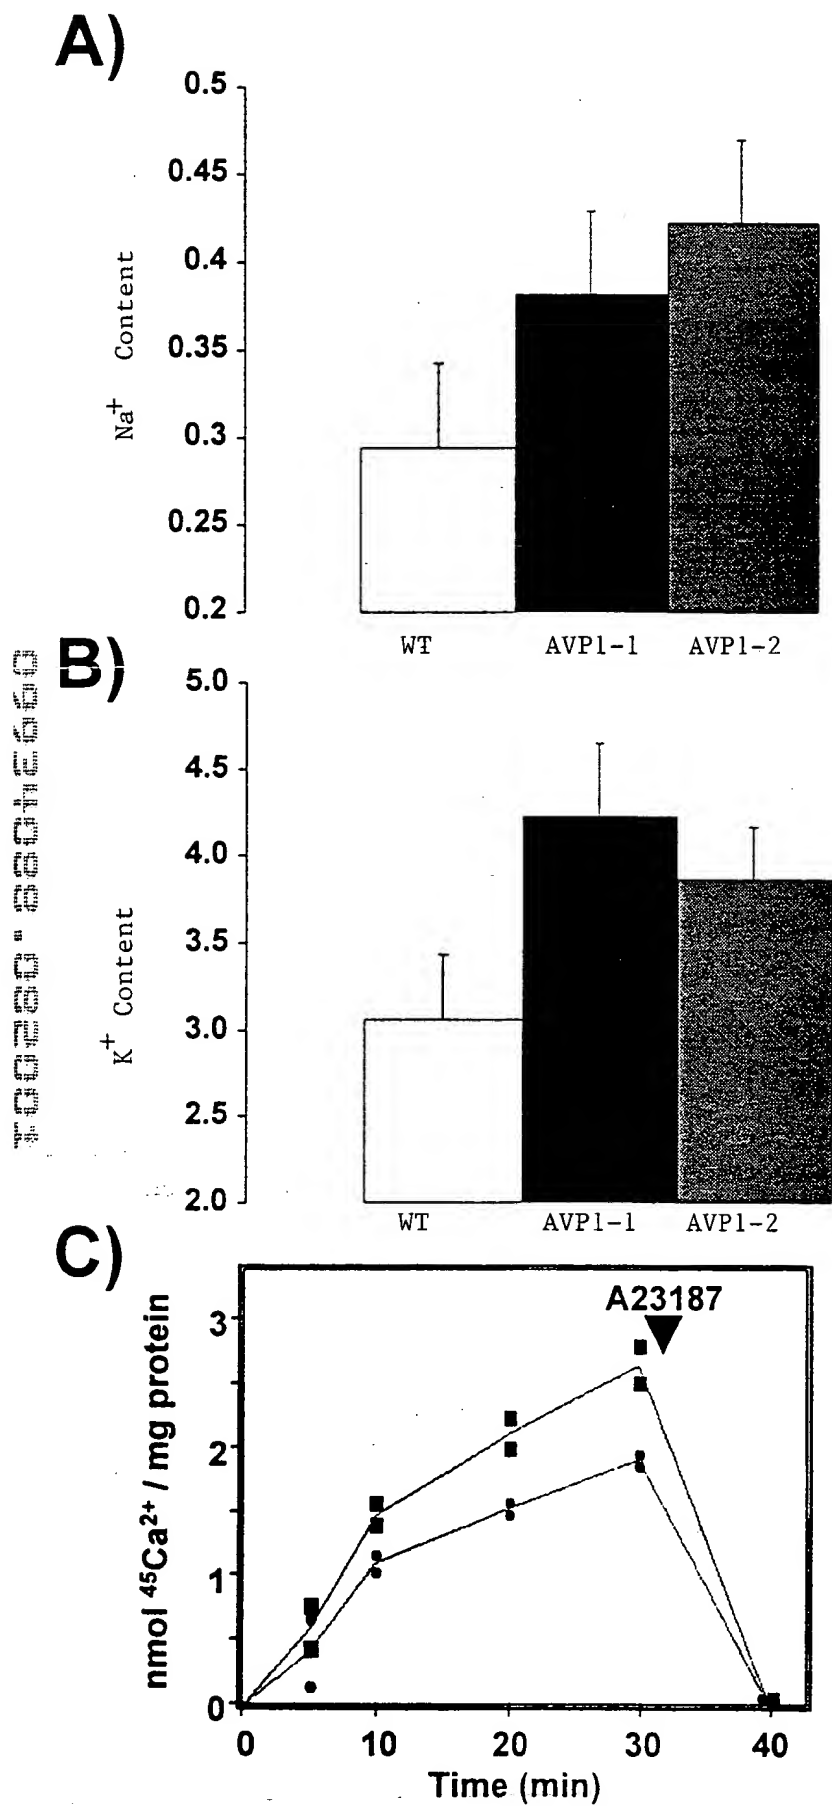 A)
0.5
0.45
0.4
0.35
0.3
0.25
0.2
Na+ Content
WT AVP1-1 AVP1-2
B)
5.0
4.5
4.0
3.5
3.0
2.5
2.0
K+ Content
WT AVP1-1 AVP1-2
C)
A23187
3
2
1
0
nmol 45Ca2+ / mg protein
0 10 20 30 40
Time (min)